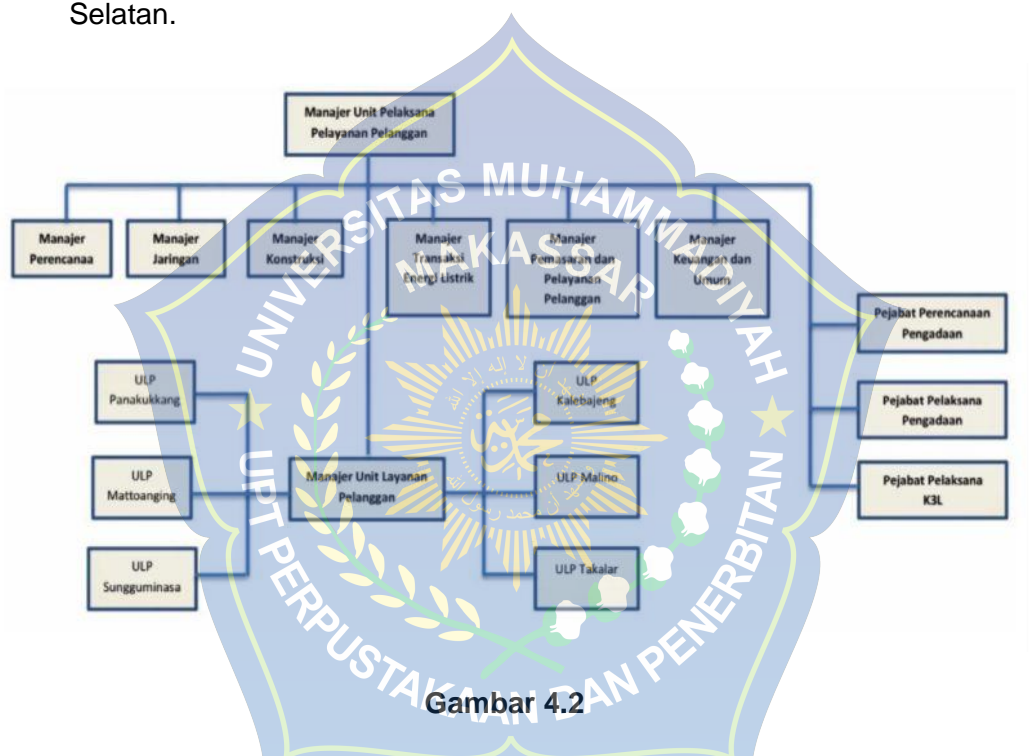 Selatan.
Manajer Unit Pelaksana
Pelayanan Pelanggan
Manajer
Perencanaa
Manajer
Jaringan
Manajer
Konstruksi
Manajer
Transaksi
Energi Listrik
Manajer
Pemasaran dan
Pelayanan
Pelanggan
Manajer
Keuangan dan
Umum
Pejabat Perencanaan
Pengadaan
Pejabat Pelaksana
Pengadaan
Pejabat Pelaksana
K3L
ULP
Panakukkang
ULP
Mattoanging
ULP
Sungguminasa
Manajer Unit Layanan
Pelanggan
ULP
Kalebajeng
ULP Malino
ULP Takalar
UNIVERSITAS MUHAMMADIYAH
MAKASSAR
UPT PERPUSTAKAAN DAN PENERBITAN
Gambar 4.2